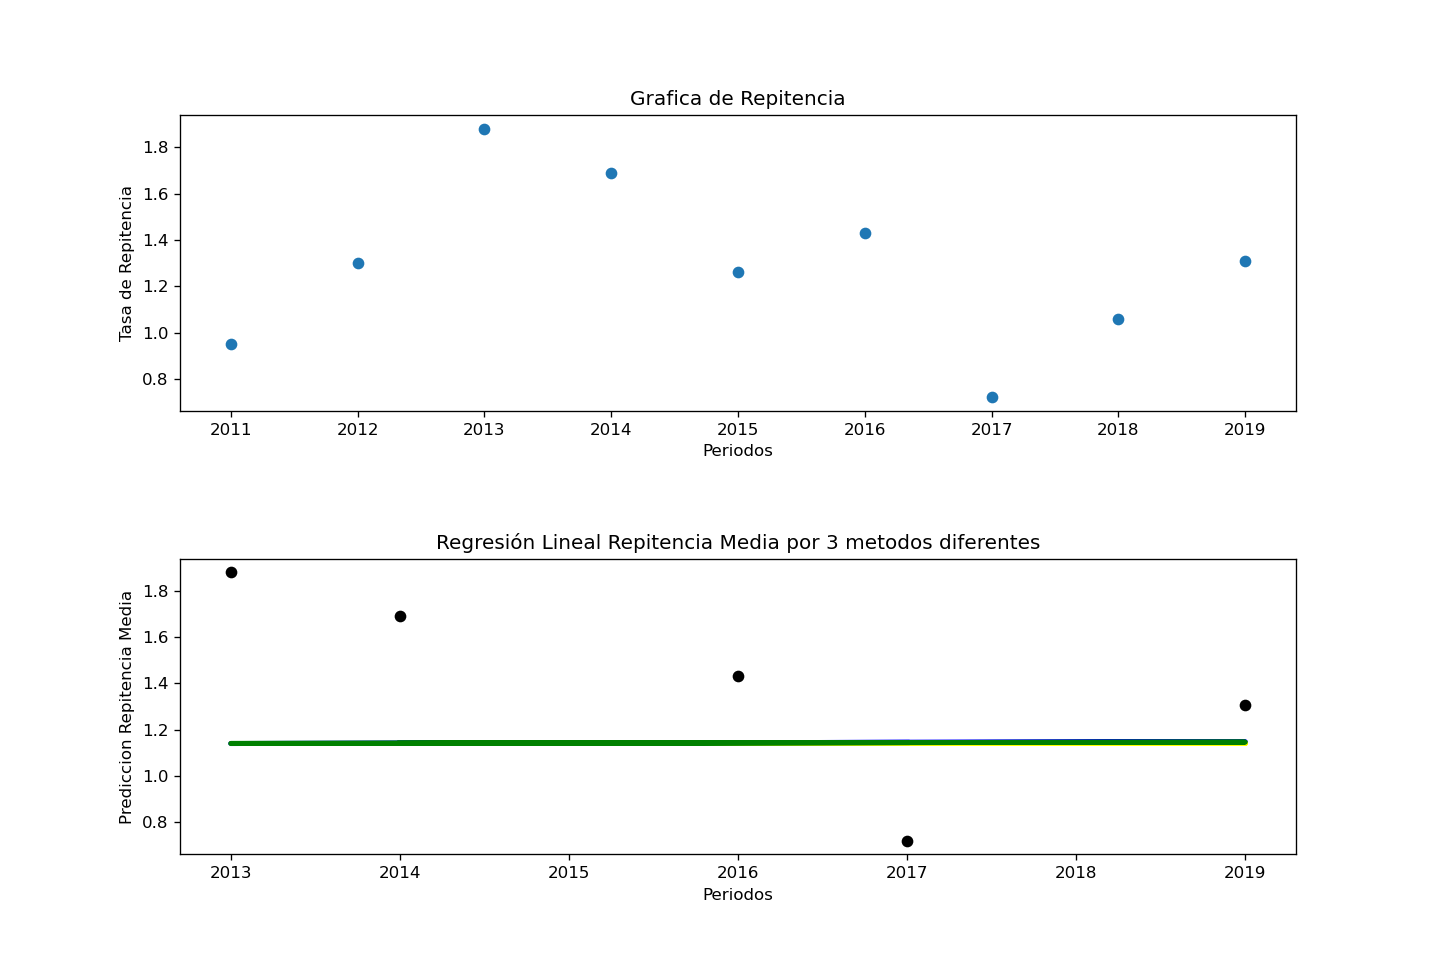 Grafica de Repitencia
Tasa de Repitencia
1.8
1.6
1.4
1.2
1.0
0.8
2011 2012 2013 2014 2015 2016 2017 2018 2019
Periodos
Regresión Lineal Repitencia Media por 3 metodos diferentes
Prediccion Repitencia Media
1.8
1.6
1.4
1.2
1.0
0.8
2013 2014 2015 2016 2017 2018 2019
Periodos